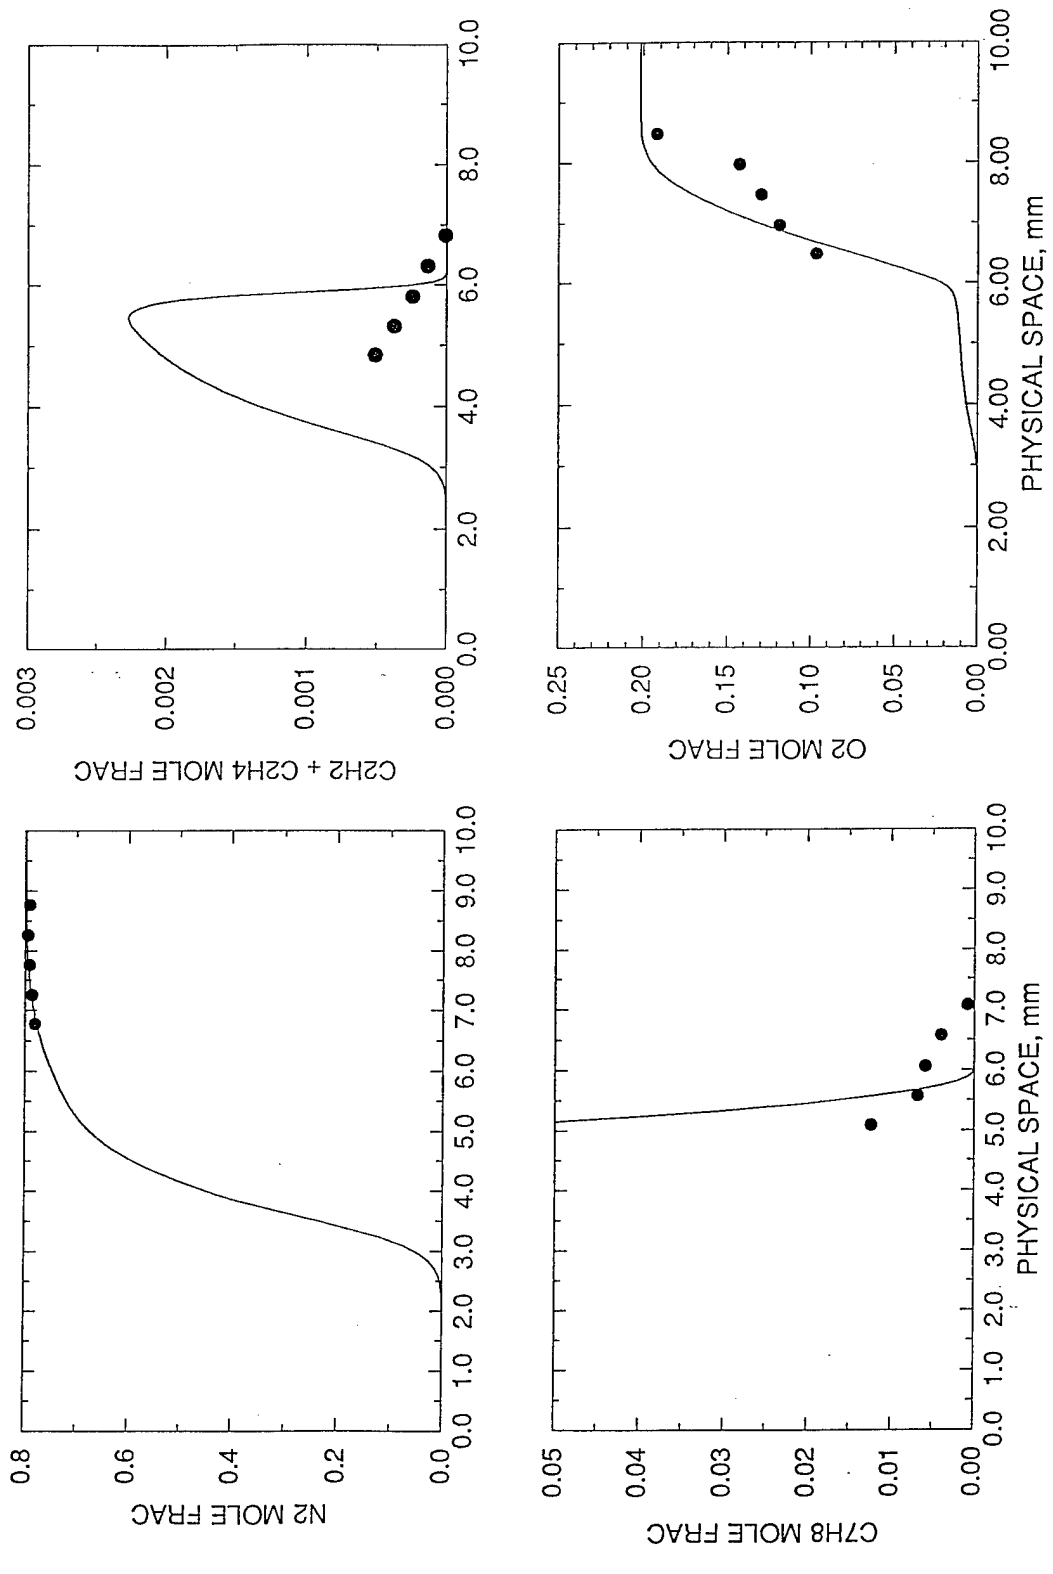 N2 MOLE FRAC
0.8
0.6
0.4
0.2
0.0
0.0 1.0 2.0 3.0 4.0 5.0 6.0 7.0 8.0 9.0 10.0
C2H2 + C2H4 MOLE FRAC
0.003
0.002
0.001
0.000
0.0 2.0 4.0 6.0 8.0 10.0
C7H8 MOLE FRAC
0.05
0.04
0.03
0.02
0.01
0.00
0.0 1.0 2.0 3.0 4.0 5.0 6.0 7.0 8.0 9.0 10.0
PHYSICAL SPACE, mm
O2 MOLE FRAC
0.25
0.20
0.15
0.10
0.05
0.00
0.00 2.00 4.00 6.00 8.00 10.00
PHYSICAL SPACE, mm